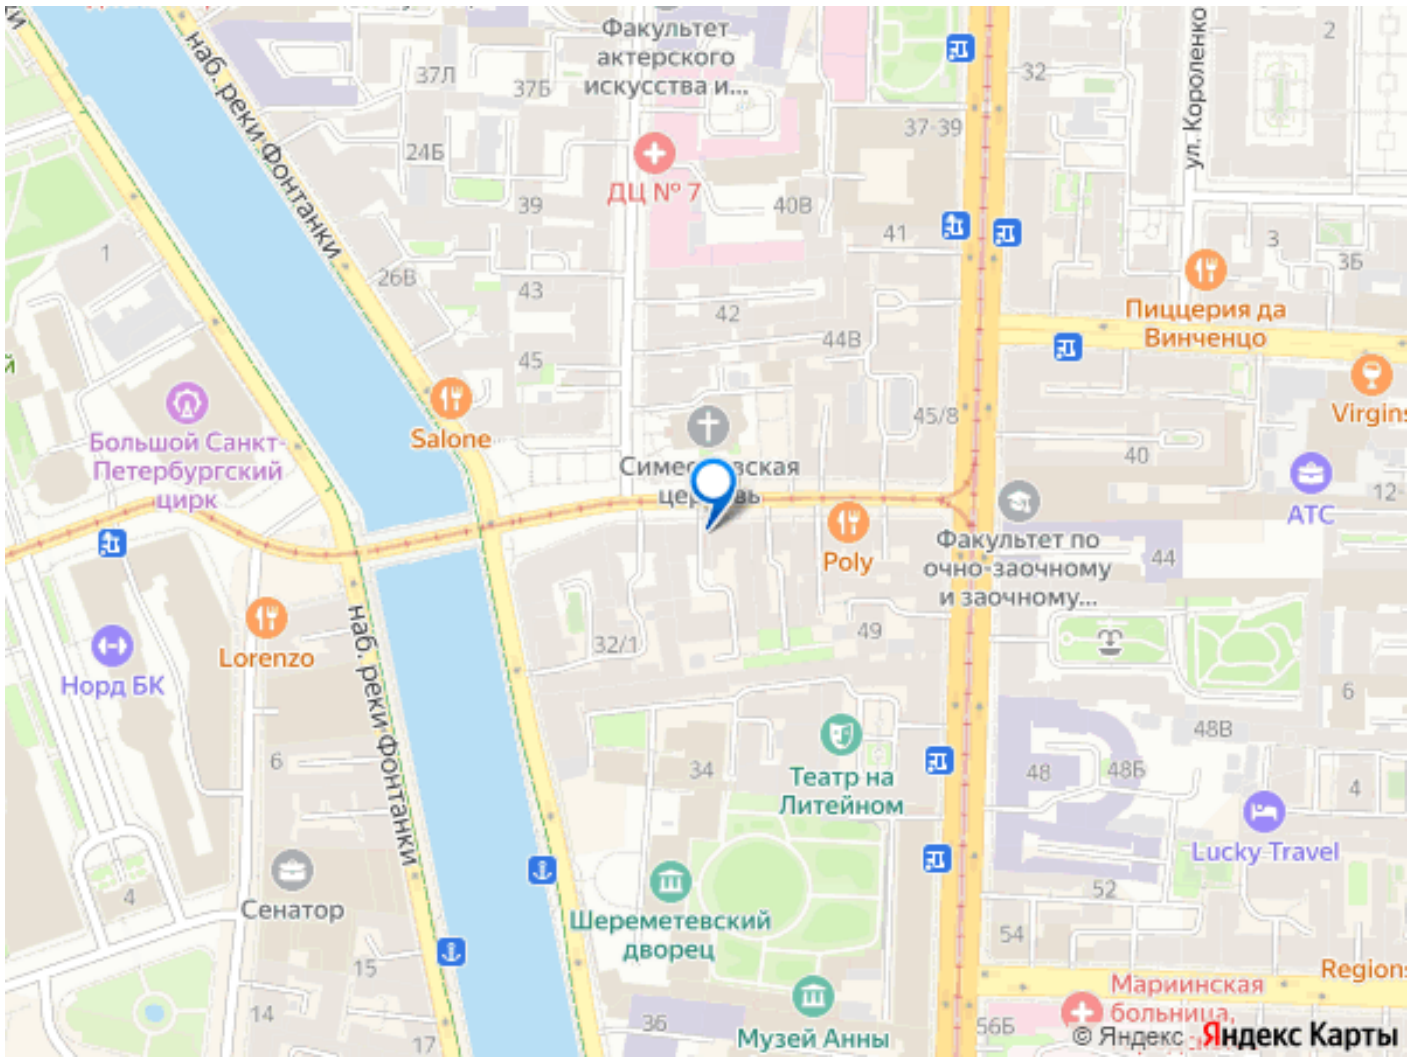 Факультет
актерского
искусства и...
2
ул. Короленко
наб. реки Фонтанки
37Л
37Б
32
37-39
24Б
ДЦ № 7
39
40В
41
1
26В
43
42
44В
3
3Б
Пиццерия да
Винченцо
45
Salone
45/8
Virgins
Большой Санкт-
Петербургский
цирк
40
АТС
12-
Poly
Факультет по
очно-заочному
и заочному...
44
Lorenzo
Норд БК
наб. реки Фонтанки
32/1
49
6
6
34
Театр на
Литейном
48
48Б
48В
4
Lucky Travel
4
Сенатор
Шереметевский
дворец
52
54
15
14
17
36
Музей Анны
56Б
Regions
Мариинская
больница,
© Яндекс
Яндекс Карты